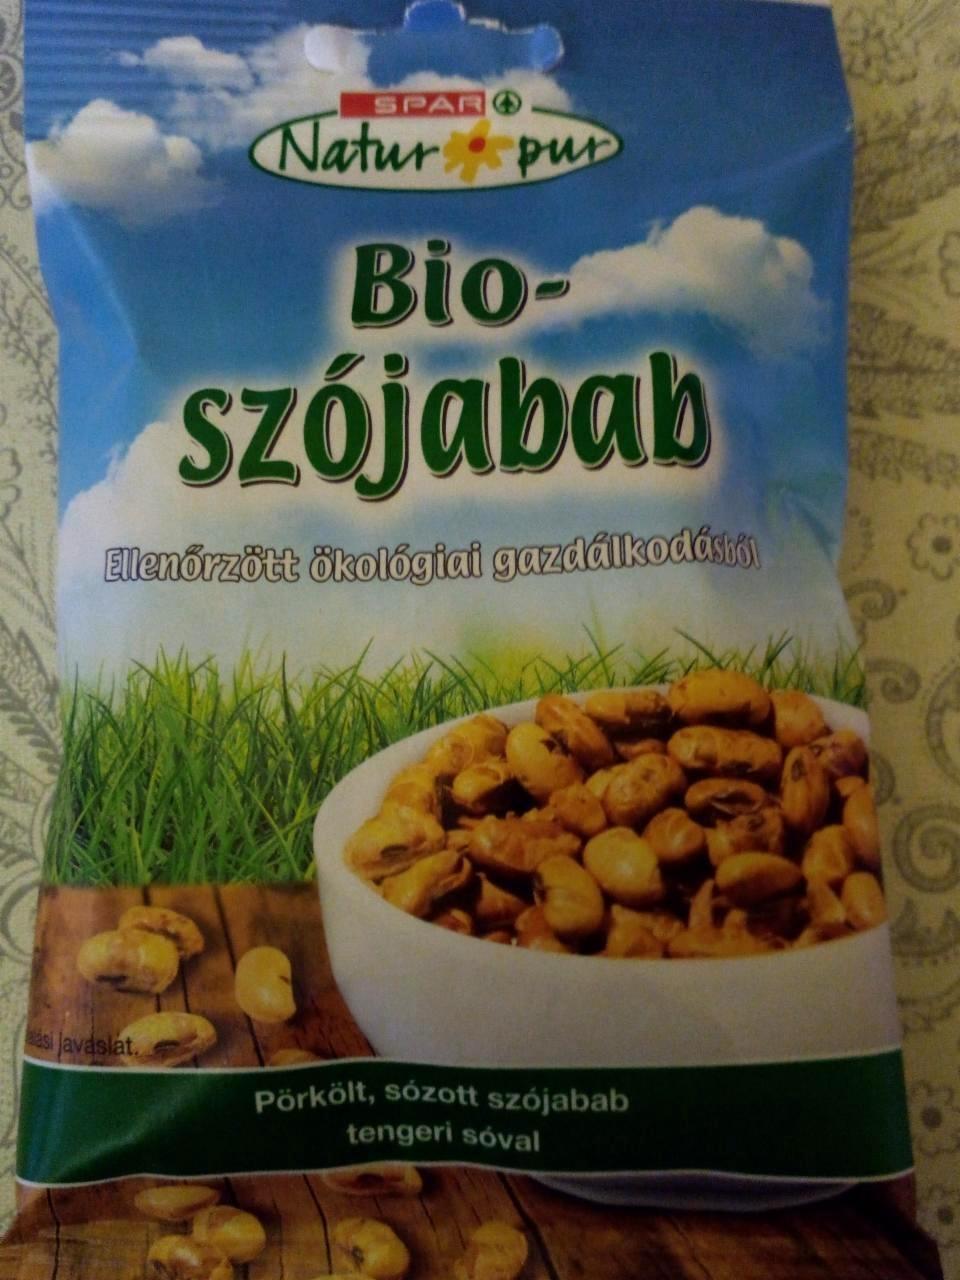 SPAR
Natur pur
Bio-
szójabab
Ellenőrzött ökológiai gazdálkodásból
javaslat.
Pörkölt, sózott szójabab
tengeri sóval